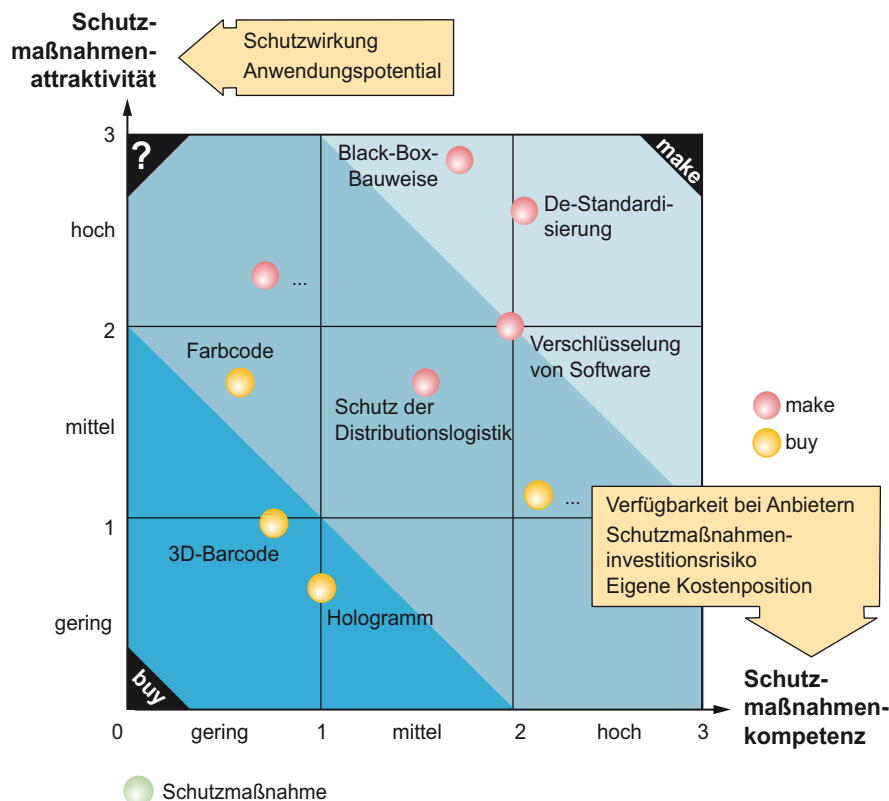 Schutz-
maßnahmen-
attraktivität
Schutzwirkung
Anwendungspotential
3
?
Black-Box-
Bauweise
make
De-Standardi-
sierung
hoch
...
2
Farbcode
Verschlüsselung
von Software
Schutz der
Distributionslogistik
mittel
make
buy
...
Verfügbarkeit bei Anbietern
Schutzmaßnahmen-
investitionsrisiko
Eigene Kostenposition
1
3D-Barcode
Hologramm
gering
buy
Schutz-
maßnahmen-
kompetenz
0 gering 1 mittel 2 hoch 3
Schutzmaßnahme